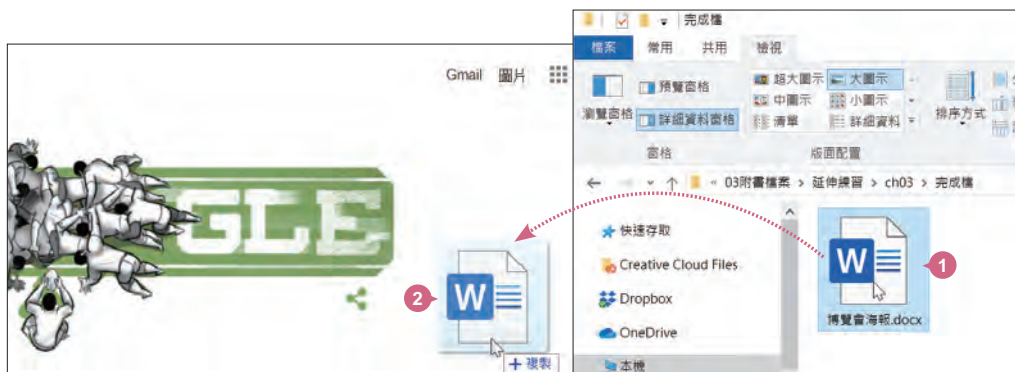 Gmail 圖片
GLE
2
W
複製
完成檔
檔案 常用 共用 檢視
瀏覽窗格
預覽窗格
詳細資料窗格
窗格
超大圖示 大圖示
中圖示 小圖示
清單 詳細資料
版面配置
排序方式
« 03附書檔案 > 延伸練習 > ch03 > 完成檔
快速存取
Creative Cloud Files
Dropbox
OneDrive
本機
W
1
博覽會海報.docx